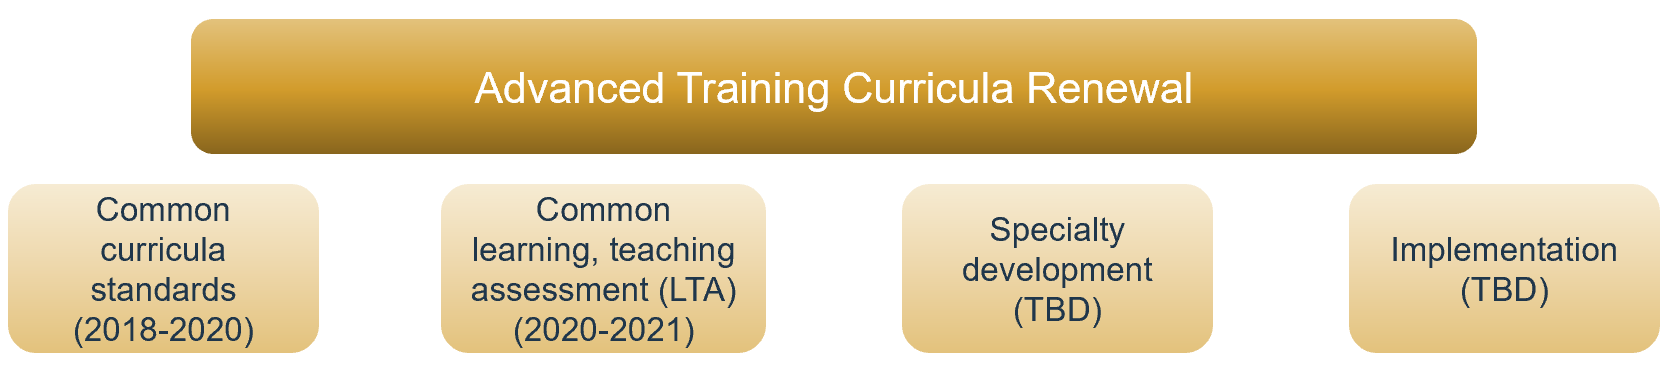 Advanced Training Curricula Renewal
Common
curricula
standards
(2018-2020)
Common
learning, teaching
assessment (LTA)
(2020-2021)
Specialty
development
(TBD)
Implementation
(TBD)